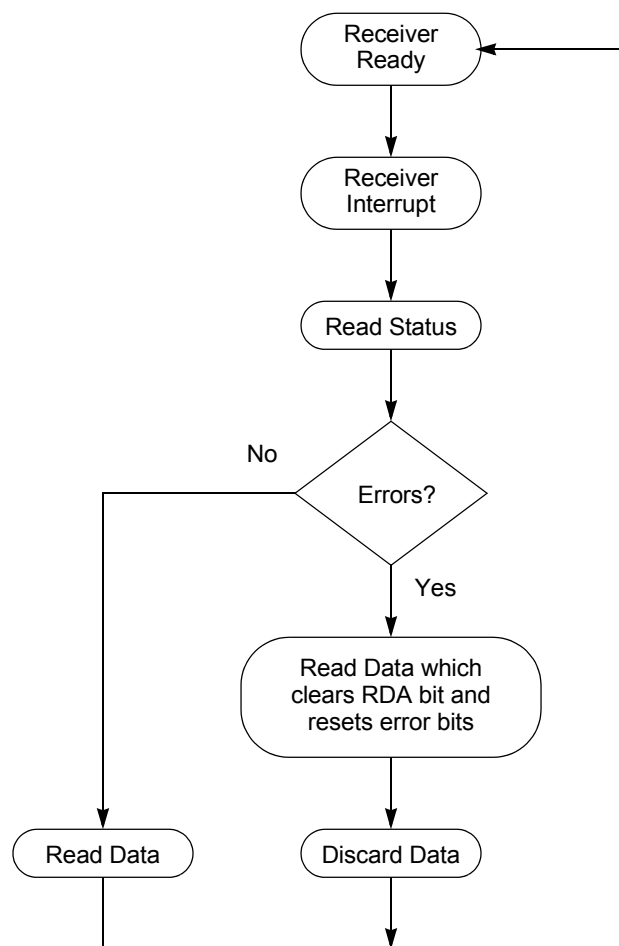 Receiver
Ready
Receiver
Interrupt
Read Status
No
Errors?
Yes
Read Data which
clears RDA bit and
resets error bits
Read Data
Discard Data